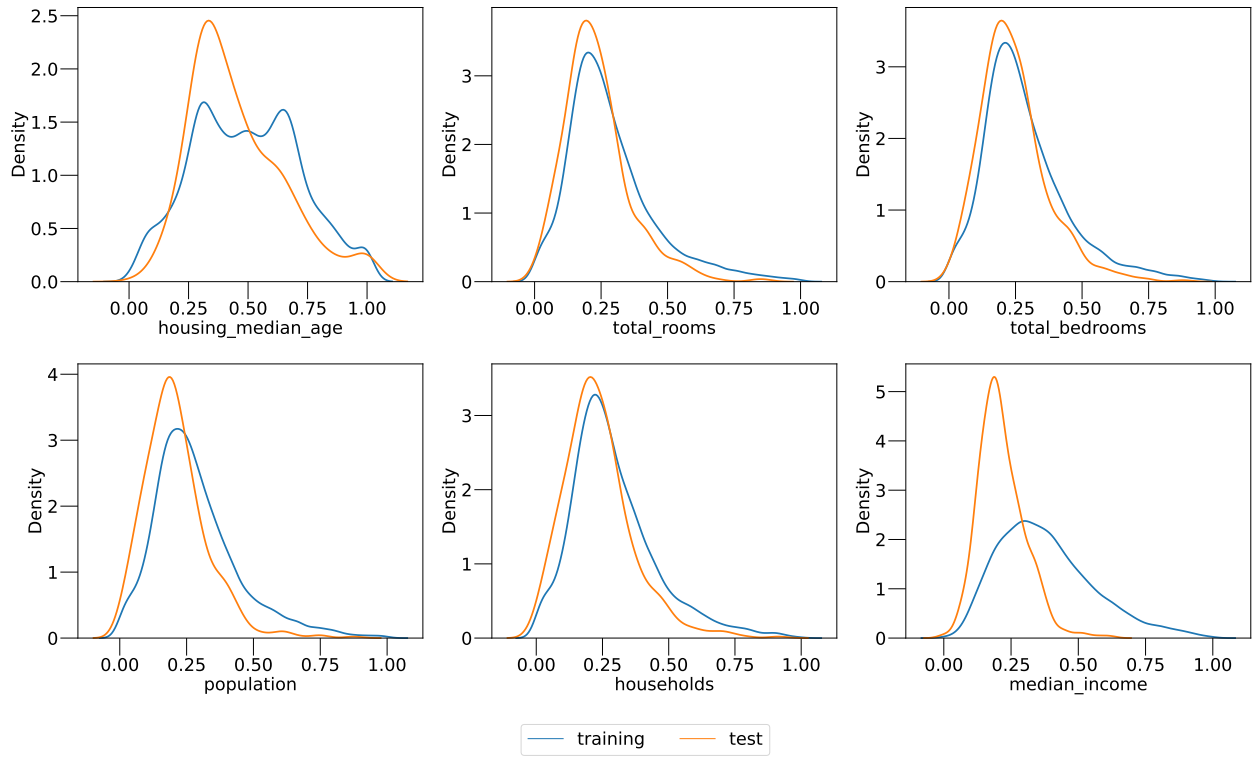 2.5
2.0
1.5
1.0
0.5
0.0
Density
0.00 0.25 0.50 0.75 1.00
housing_median_age
3
2
1
0
Density
0.00 0.25 0.50 0.75 1.00
total_rooms
3
2
1
0
Density
0.00 0.25 0.50 0.75 1.00
total_bedrooms
4
3
2
1
0
Density
0.00 0.25 0.50 0.75 1.00
population
3
2
1
0
Density
0.00 0.25 0.50 0.75 1.00
households
5
4
3
2
1
0
Density
0.00 0.25 0.50 0.75 1.00
median_income
training test